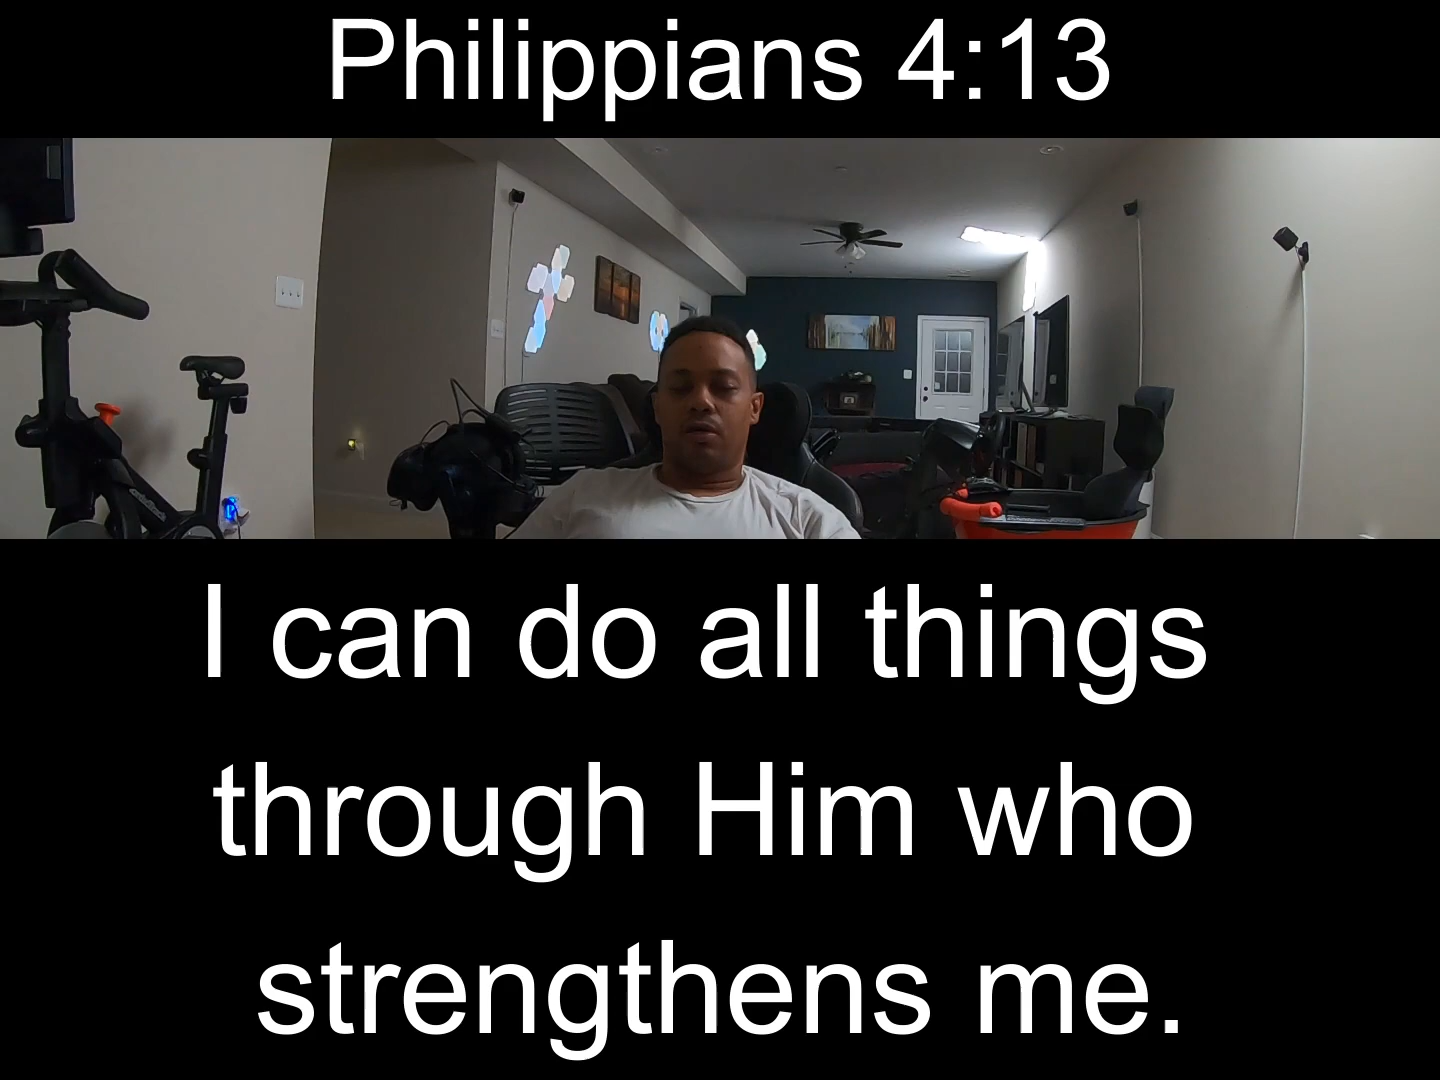 Philippians 4:13
I can do all things
through Him who
strengthens me.